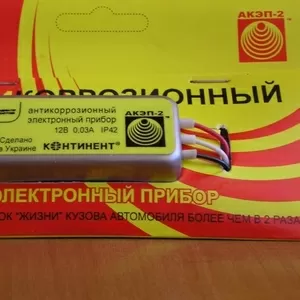 АКЭП-2
КОРРОЗИОННЫЙ
антикоррозионный
электронный прибор
АКЭП-2
12В 0,03А IP42
Сделано
в Украине
КОНТИНЕНТ®
ЭЛЕКТРОННЫЙ ПРИБОР
ОК "ЖИЗНИ" КУЗОВА АВТОМОБИЛЯ БОЛЕЕ ЧЕМ В 2 РАЗА